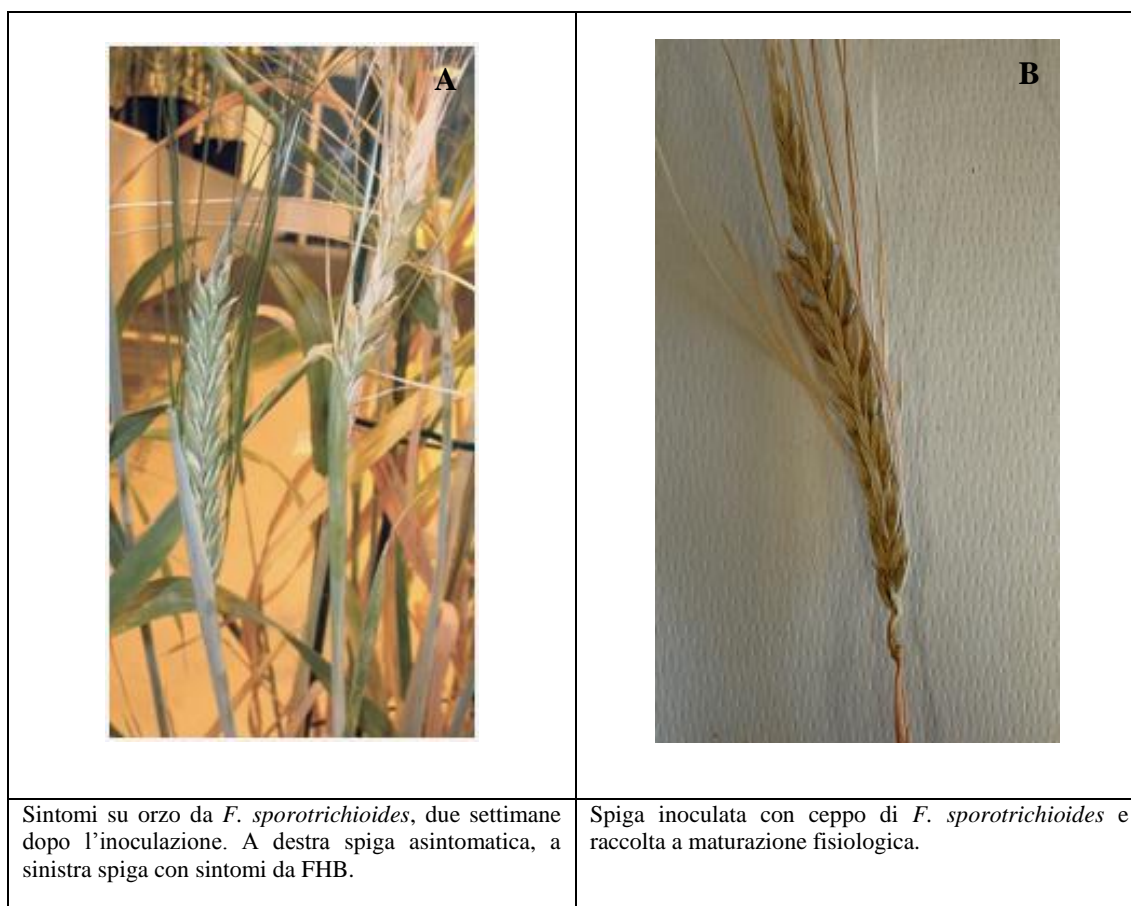 A
B
Sintomi su orzo da F. sporotrichioides, due settimane
dopo l’inoculazione. A destra spiga asintomatica, a
sinistra spiga con sintomi da FHB.
Spiga inoculata con ceppo di F. sporotrichioides e
raccolta a maturazione fisiologica.